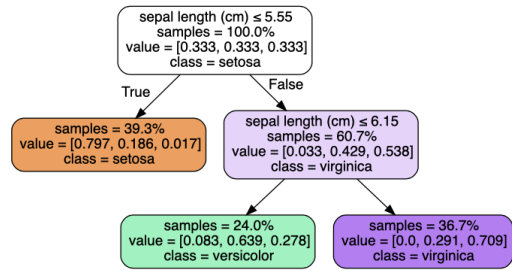 sepal length (cm) ≤ 5.55
samples = 100.0%
value = [0.333, 0.333, 0.333]
class = setosa
True
False
samples = 39.3%
value = [0.797, 0.186, 0.017]
class = setosa
sepal length (cm) ≤ 6.15
samples = 60.7%
value = [0.033, 0.429, 0.538]
class = virginica
samples = 24.0%
value = [0.083, 0.639, 0.278]
class = versicolor
samples = 36.7%
value = [0.0, 0.291, 0.709]
class = virginica